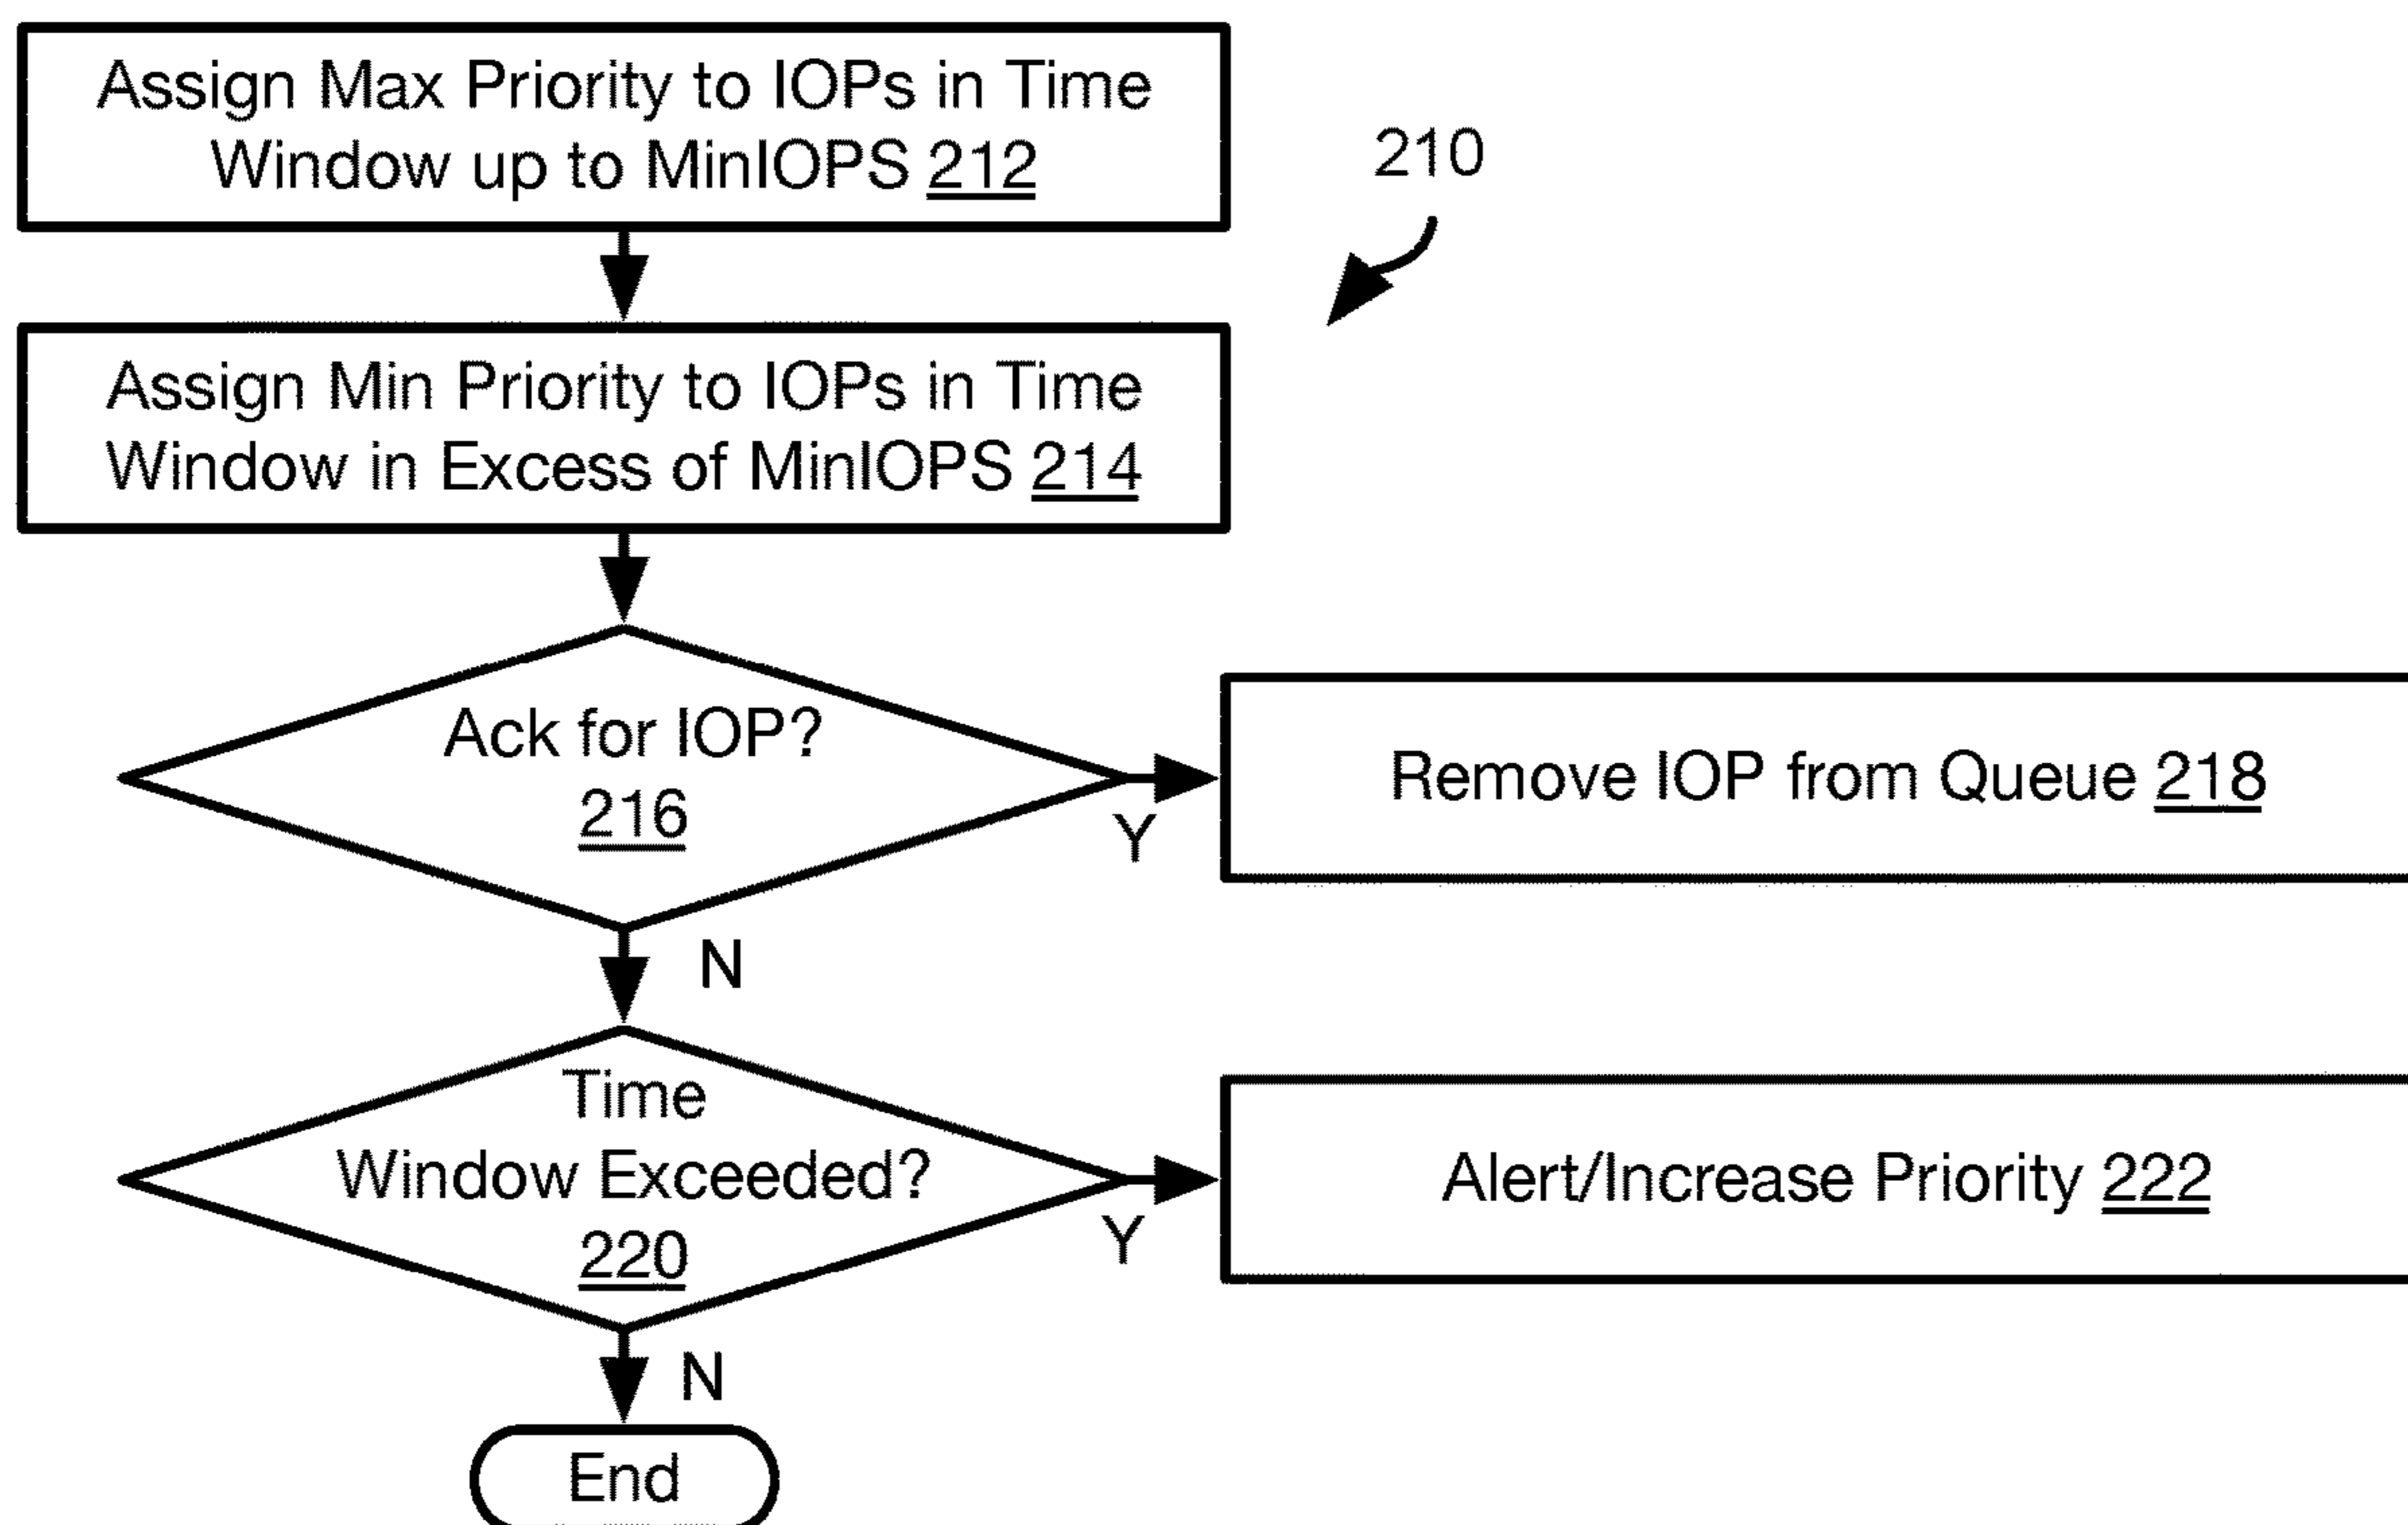 Assign Max Priority to IOPs in Time
Window up to MinIOPS 212
210
Assign Min Priority to IOPs in Time
Window in Excess of MinIOPS 214
Ack for IOP?
216
Y
Remove IOP from Queue 218
N
Time
Window Exceeded?
220
Y
Alert/Increase Priority 222
N
End